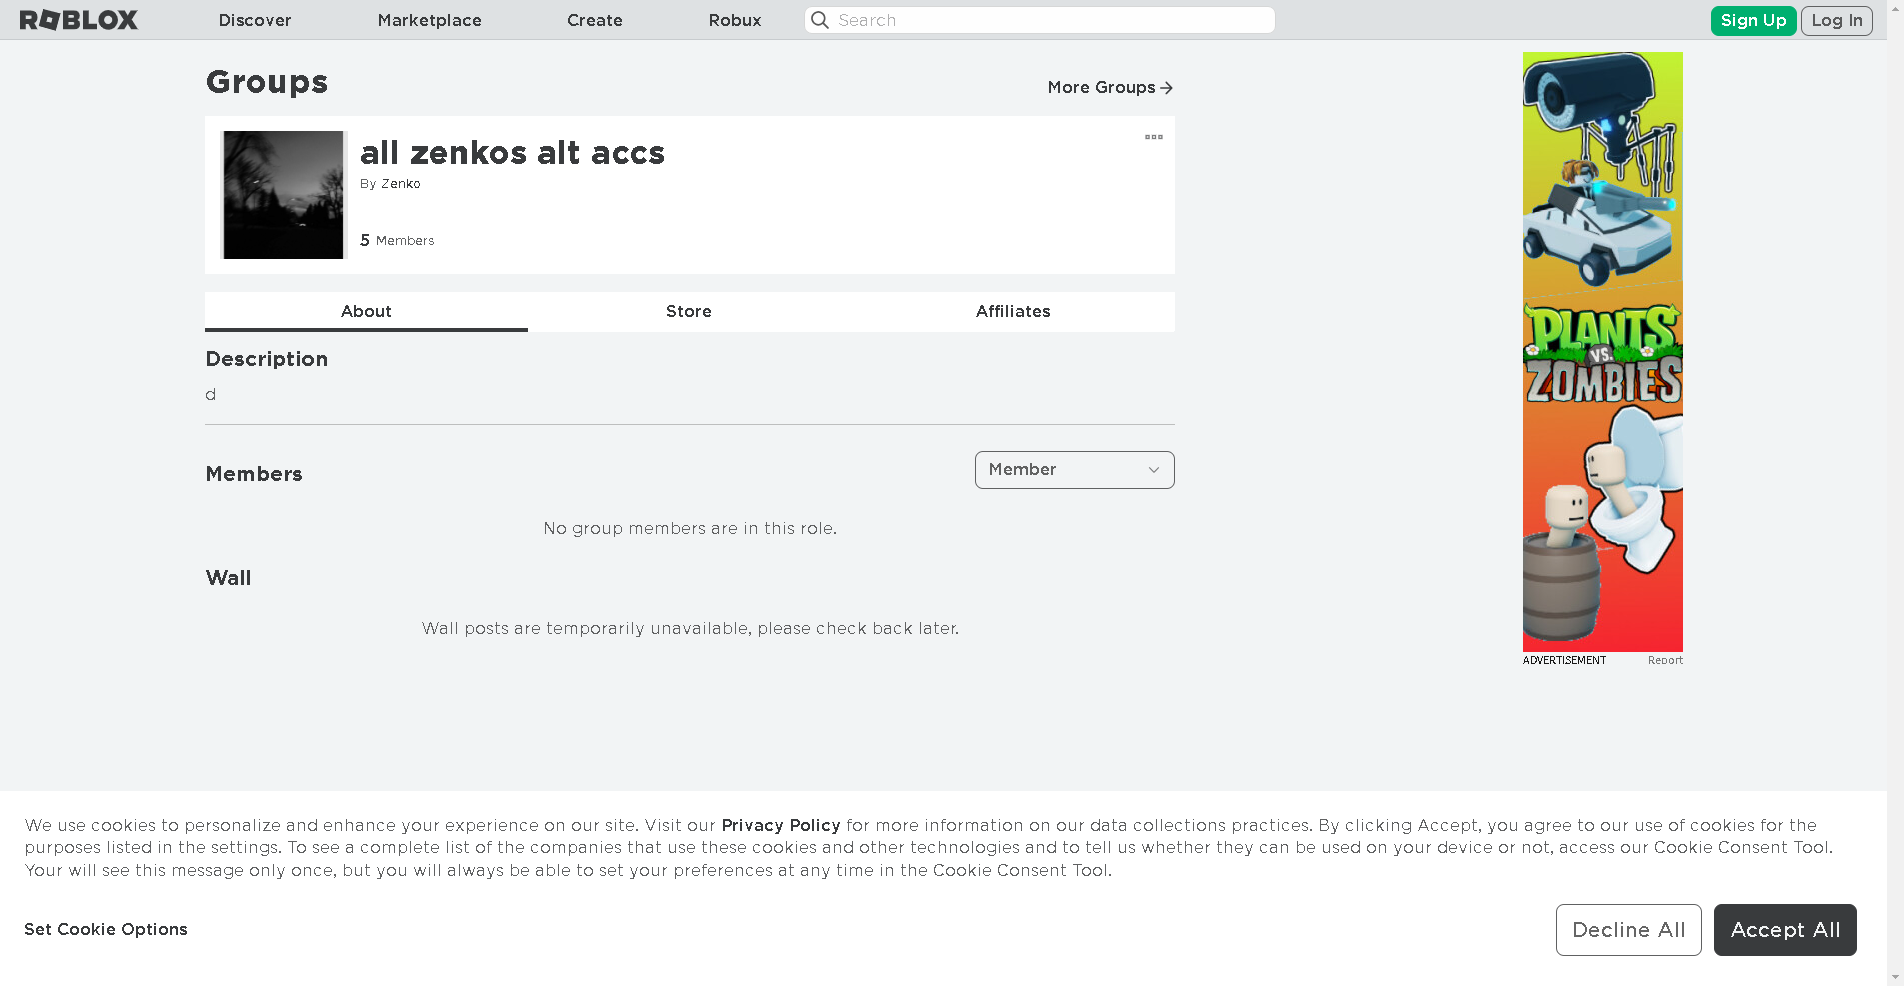 ROBLOX
Discover
Marketplace
Create
Robux
Search
Sign Up
Log In
Groups
More Groups
all zenkos alt accs
By Zenko
5 Members
About
Store
Affiliates
Description
d
Members
Member
No group members are in this role.
Wall
Wall posts are temporarily unavailable, please check back later.
PLANTS
VS.
ZOMBIES
ADVERTISEMENT
Report
We use cookies to personalize and enhance your experience on our site. Visit our Privacy Policy for more information on our data collections practices. By clicking Accept, you agree to our use of cookies for the
purposes listed in the settings. To see a complete list of the companies that use these cookies and other technologies and to tell us whether they can be used on your device or not, access our Cookie Consent Tool.
Your will see this message only once, but you will always be able to set your preferences at any time in the Cookie Consent Tool.
Set Cookie Options
Decline All
Accept All